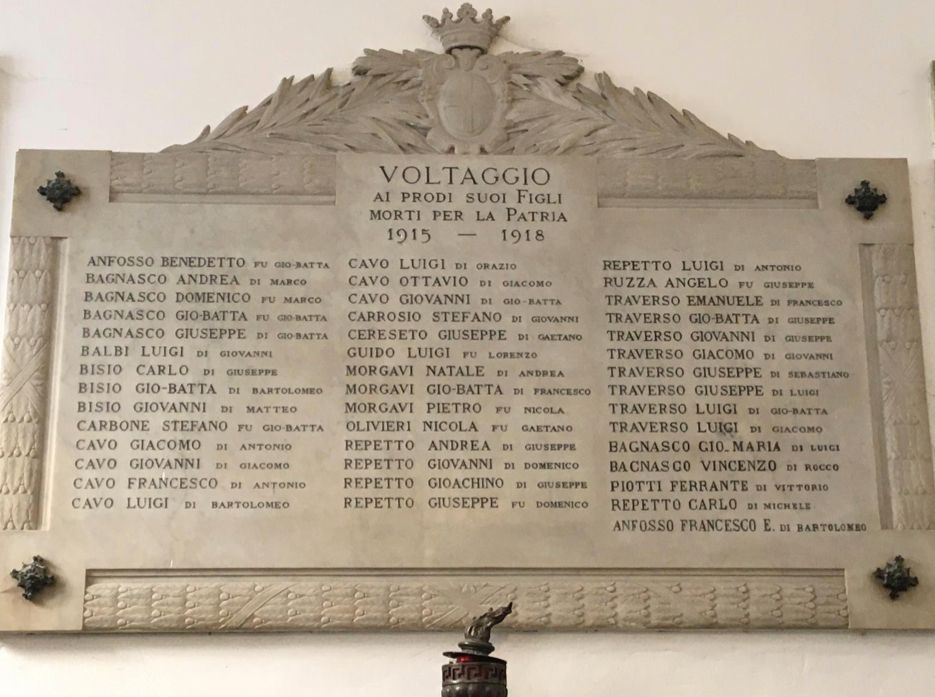 VOLTAGGIO
AI PRODI SUOI FIGLI
MORTI PER LA PATRIA
1915 — 1918
ANFOSSO BENEDETTO FU GIO-BATTA
BAGNASCO ANDREA DI MARCO
BAGNASCO DOMENICO FU MARCO
BAGNASCO GIO-BATTA FU GIO-BATTA
BAGNASCO GIUSEPPE DI GIO-BATTA
BALBI LUIGI DI GIOVANNI
BISIO CARLO DI GIUSEPPE
BISIO GIO-BATTA DI BARTOLOMEO
BISIO GIOVANNI DI MATTEO
CARBONE STEFANO FU GIO-BATTA
CAVO GIACOMO DI ANTONIO
CAVO GIOVANNI DI GIACOMO
CAVO FRANCESCO DI ANTONIO
CAVO LUIGI DI BARTOLOMEO
CAVO LUIGI DI ORAZIO
CAVO OTTAVIO DI GIACOMO
CAVO GIOVANNI DI GIO-BATTA
CARROSIO STEFANO DI GIOVANNI
CERESETO GIUSEPPE DI GAETANO
GUIDO LUIGI FU LORENZO
MORGAVI NATALE DI ANDREA
MORGAVI GIO-BATTA DI FRANCESCO
MORGAVI PIETRO FU NICOLA
OLIVIERI NICOLA FU GAETANO
REPETTO ANDREA DI GIUSEPPE
REPETTO GIOVANNI DI DOMENICO
REPETTO GIOACHINO DI GIUSEPPE
REPETTO GIUSEPPE FU DOMENICO
REPETTO LUIGI DI ANTONIO
RUZZA ANGELO FU GIUSEPPE
TRAVERSO EMANUELE DI FRANCESCO
TRAVERSO GIO-BATTA DI GIUSEPPE
TRAVERSO GIOVANNI DI GIUSEPPE
TRAVERSO GIACOMO DI GIOVANNI
TRAVERSO GIUSEPPE DI SEBASTIANO
TRAVERSO GIUSEPPE DI LUIGI
TRAVERSO LUIGI DI GIO-BATTA
TRAVERSO LUIGI DI GIACOMO
BAGNASCO GIO-MARIA DI LUIGI
BAGNASCO VINCENZO DI ROCCO
PIOTTI FERRANTE DI VITTORIO
REPETTO CARLO DI MICHELE
ANFOSSO FRANCESCO E. DI BARTOLOMEO